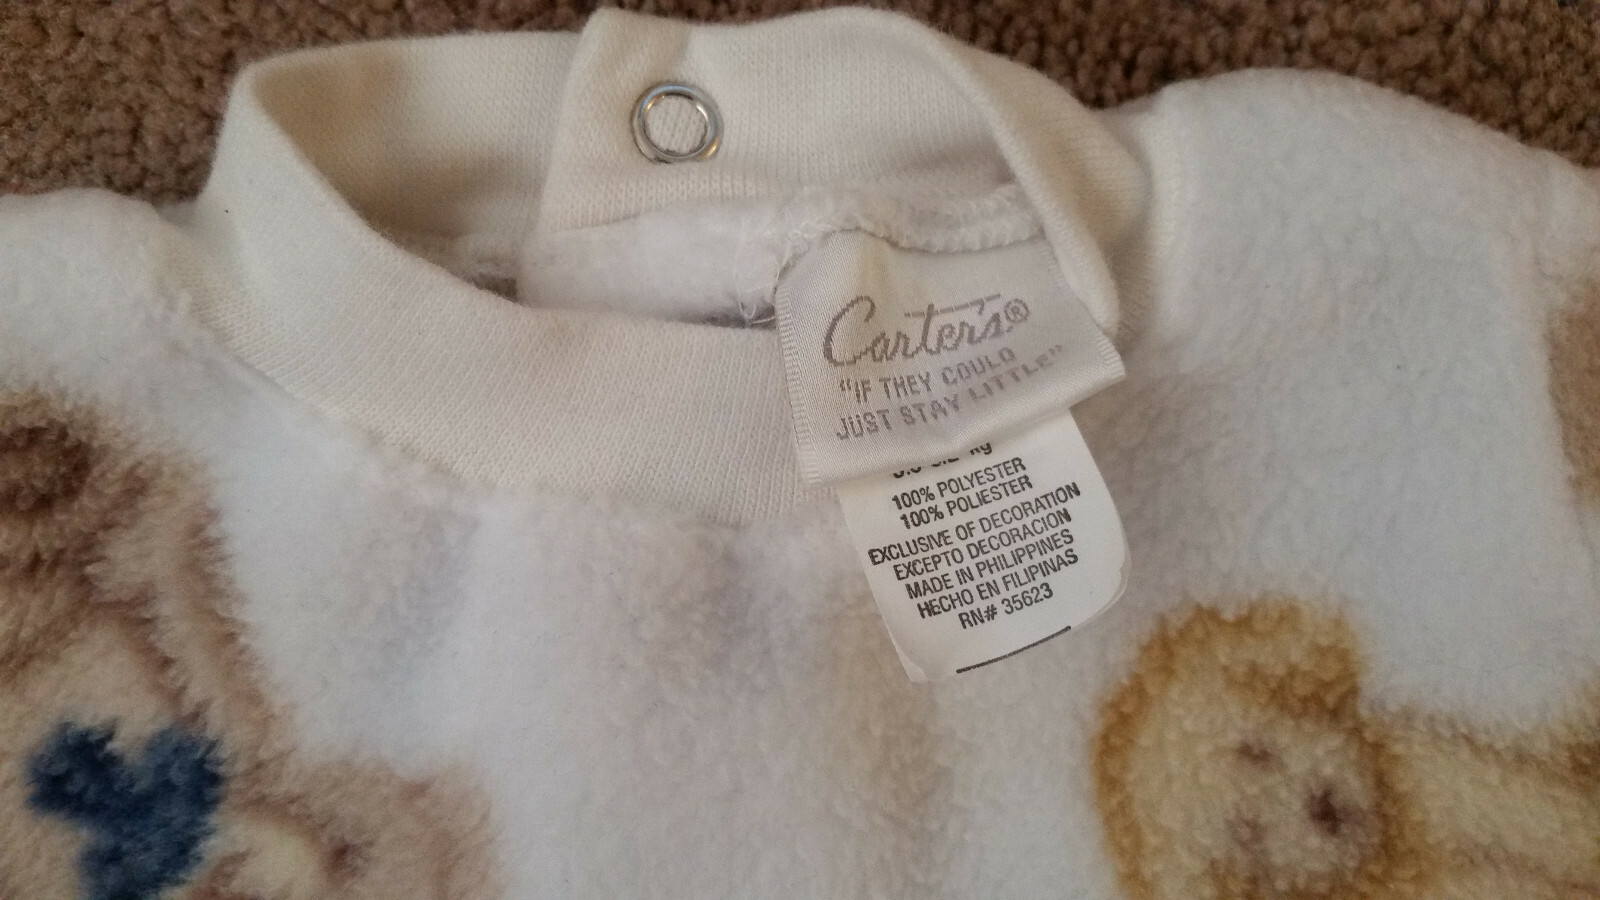 Carter's®
"IF THEY COULD
JUST STAY LITTLE"
kg
100% POLYESTER
100% POLIESTER
EXCLUSIVE OF DECORATION
EXCEPTO DECORACION
MADE IN PHILIPPINES
HECHO EN FILIPINAS
RN# 35623